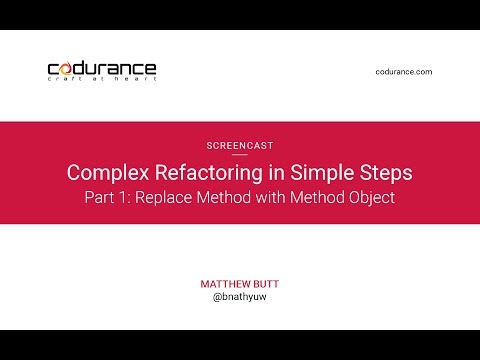 codurance
craft at heart
codurance.com
SCREENCAST
Complex Refactoring in Simple Steps
Part 1: Replace Method with Method Object
MATTHEW BUTT
@bnathyuw